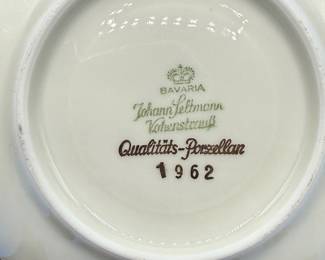 BAVARIA
Johann Seltmann
Vohenstrauß
Qualitäts-Porzellan
1962